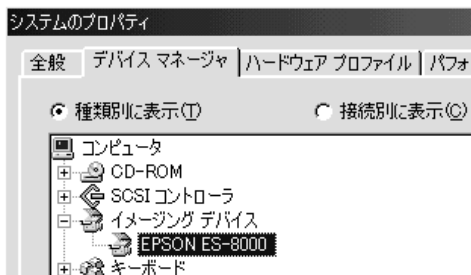 システムのプロパティ
全般 デバイス マネージャ ハードウェア プロファイル パフォ
種類別に表示(T) 接続別に表示(C)
コンピュータ
CD-ROM
SCSI コントローラ
イメージング デバイス
EPSON ES-8000
キーボード